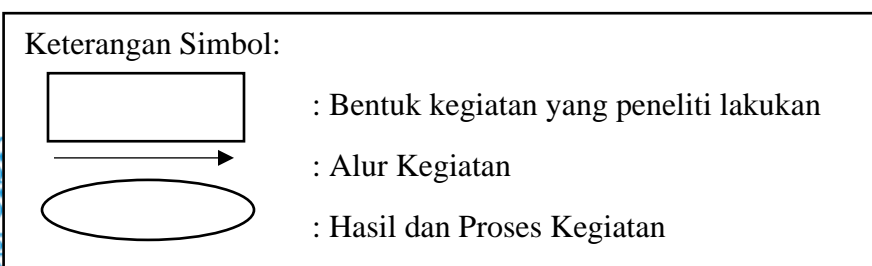 Keterangan Simbol:
: Bentuk kegiatan yang peneliti lakukan
: Alur Kegiatan
: Hasil dan Proses Kegiatan